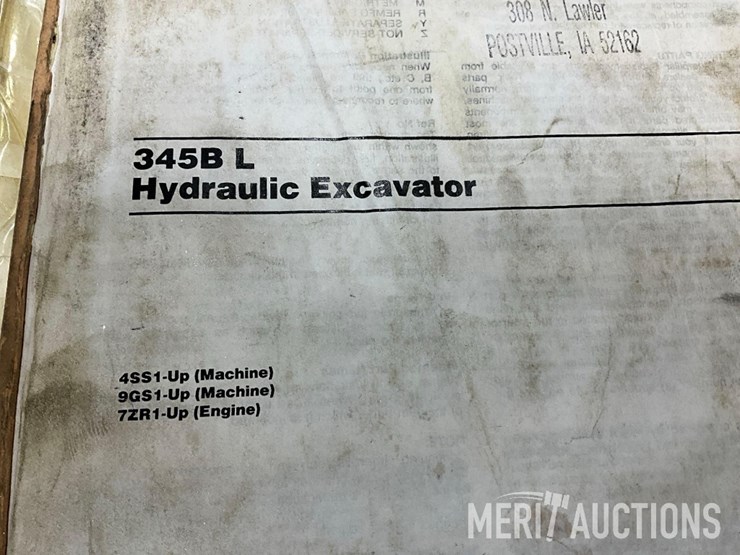 308 N. Lawler
POSTVILLE, IA 52162
345B L
Hydraulic Excavator
4SS1-Up (Machine)
9GS1-Up (Machine)
7ZR1-Up (Engine)
MERIT AUCTIONS